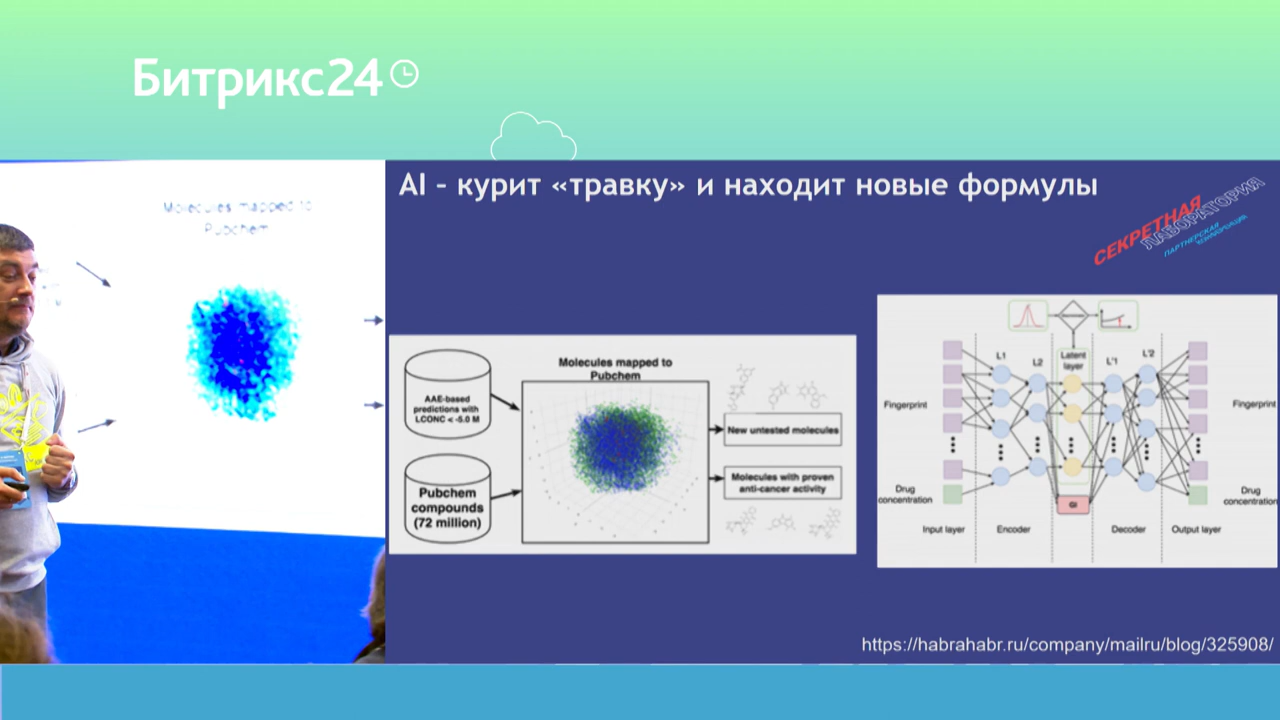 Битрикс24
Molecules mapped to
Pubchem
AI – курит «травку» и находит новые формулы
СЕКРЕТНАЯ
ЛАБОРАТОРИЯ
ПАРТНЕРСКАЯ
Molecules mapped to
Pubchem
AAE-based
predictions with
LCONC < -5.0 M
Pubchem
compounds
(72 million)
New untested molecules
Molecules with proven
anti-cancer activity
L1
L2
Latent
layer
L'1
L'2
Fingerprint
Fingerprint
Drug
concentration
Drug
concentration
GI
Input layer
Encoder
Decoder
Output layer
https://habrahabr.ru/company/mailru/blog/325908/